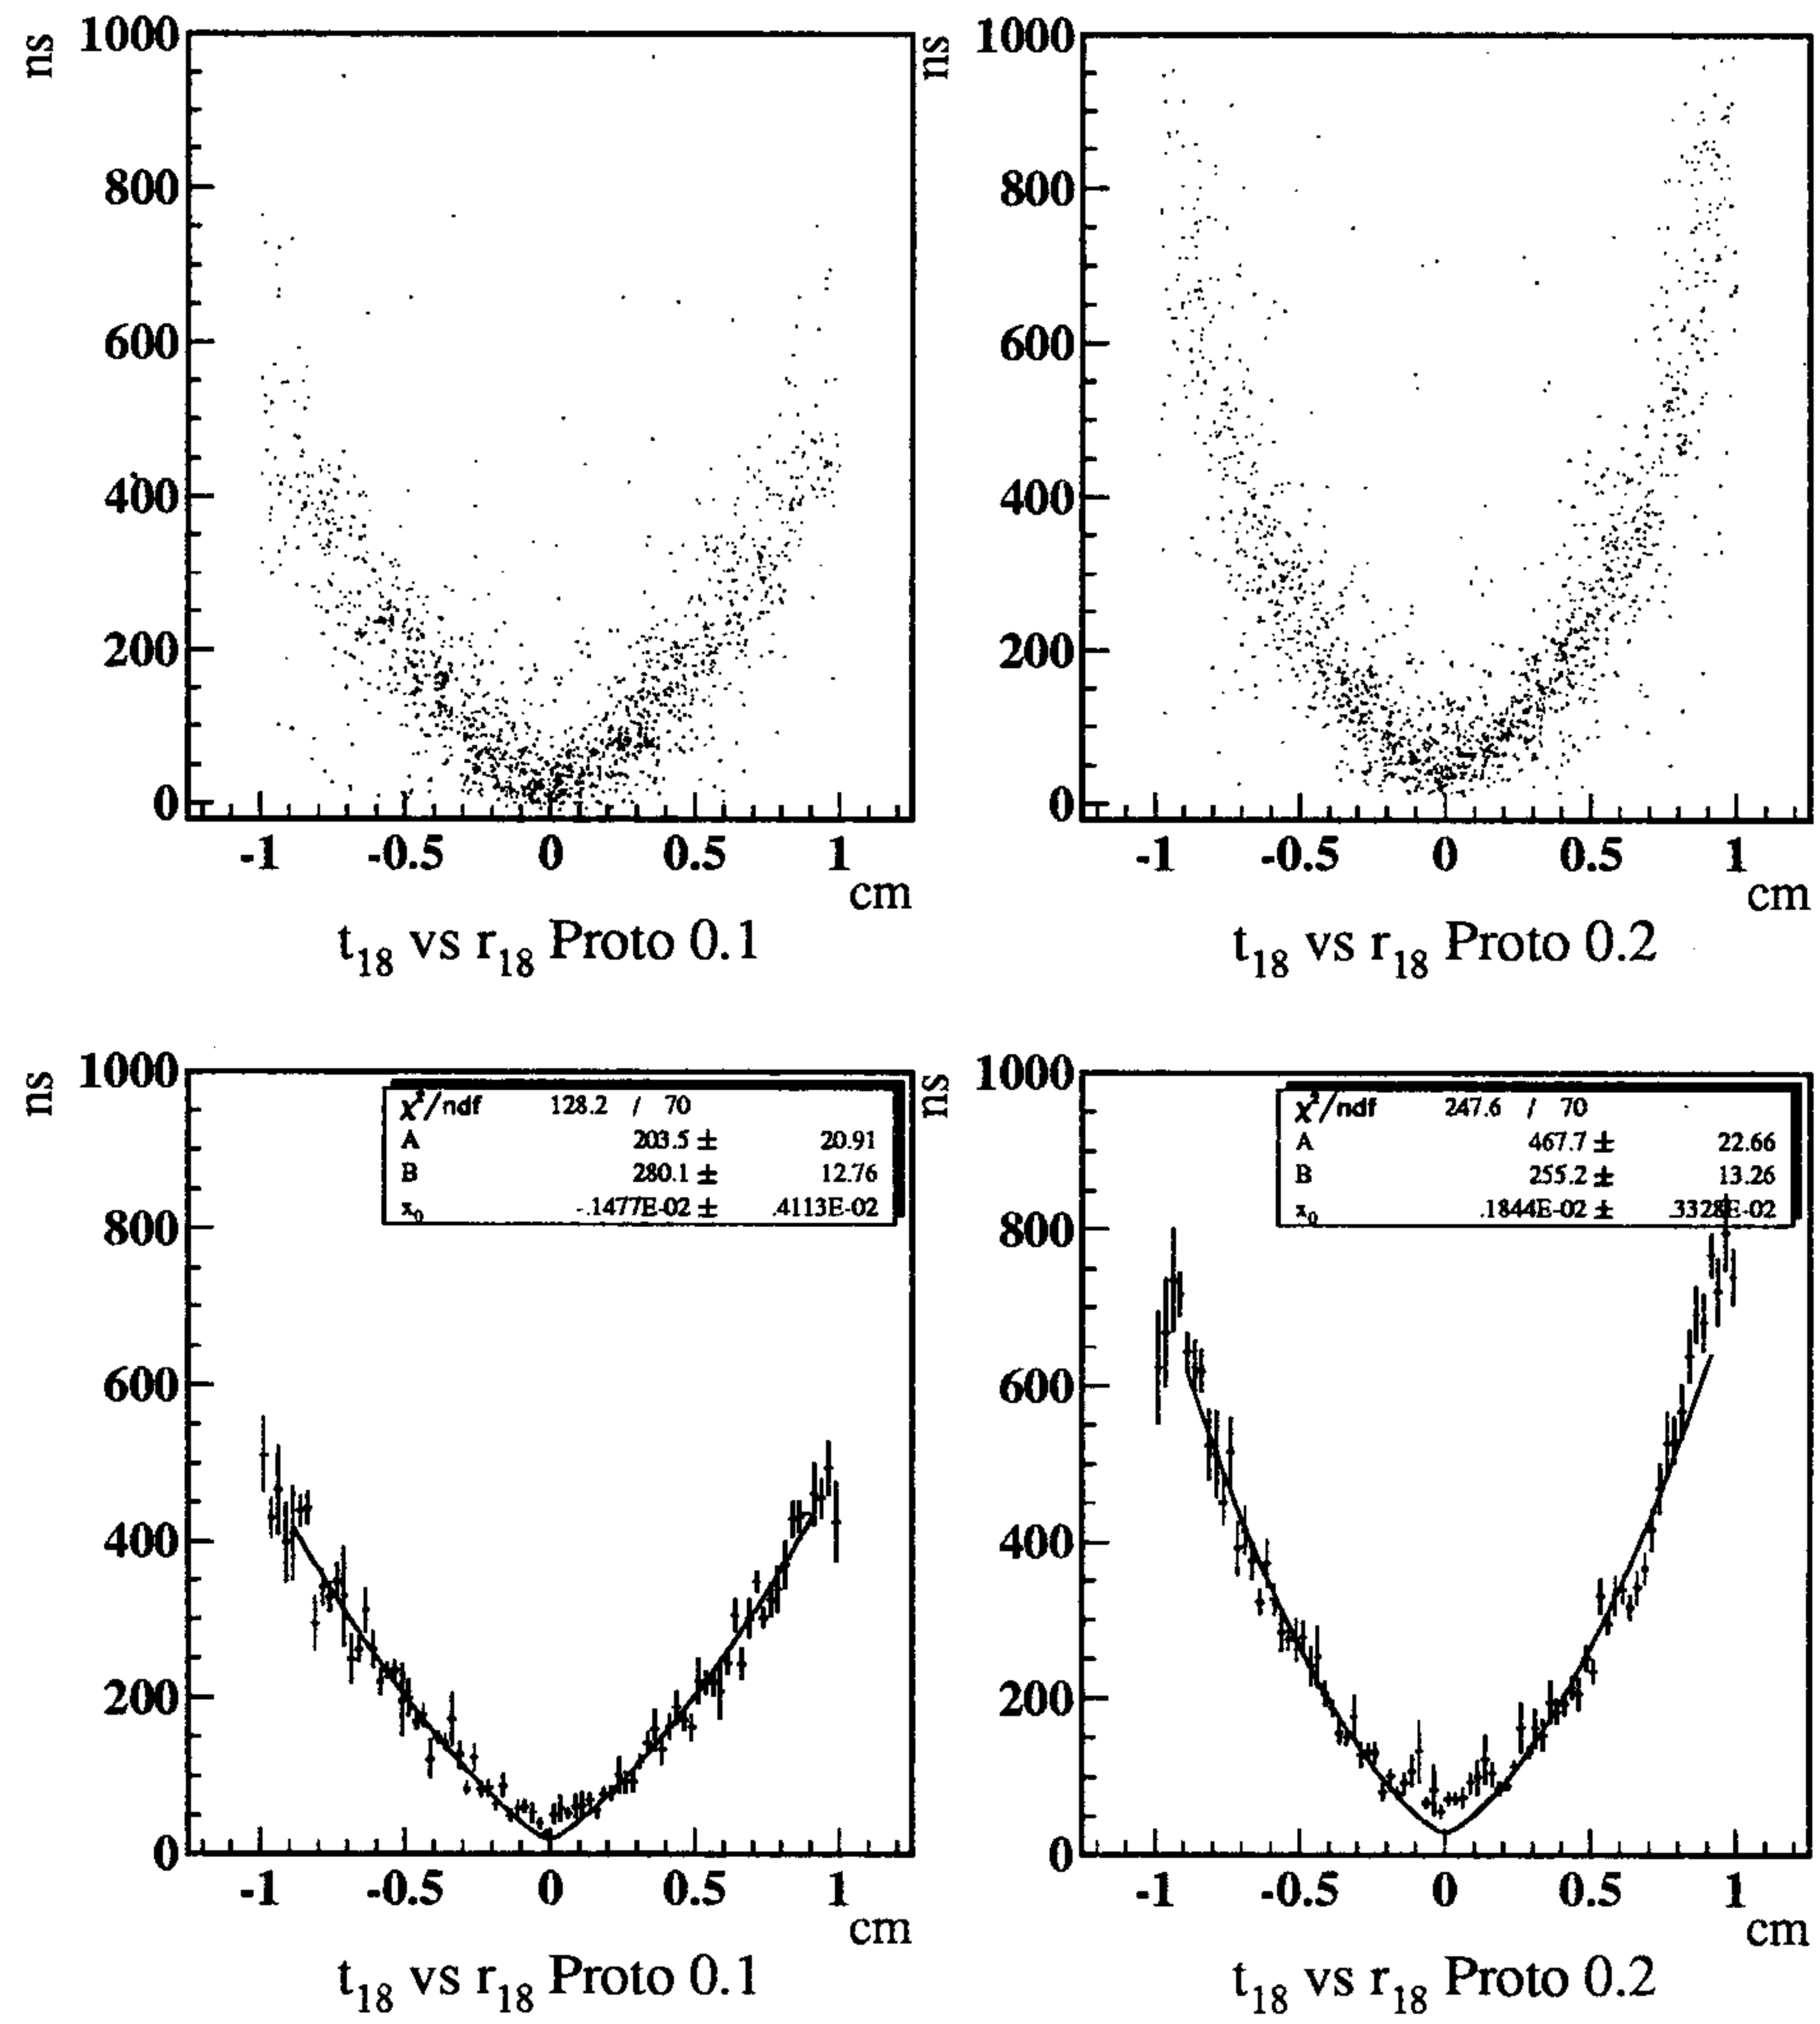 ns
1000
800
600
400
200
0
-1 -0.5 0 0.5 1
cm
t18 vs r18 Proto 0.1
ns
1000
800
600
400
200
0
-1 -0.5 0 0.5 1
cm
t18 vs r18 Proto 0.2
ns
1000
χ²/ndf 128.2 / 70
A 203.5 ± 20.91
B 280.1 ± 12.76
x0 -.1477E-02 ± .4113E-02
800
600
400
200
0
-1 -0.5 0 0.5 1
cm
t18 vs r18 Proto 0.1
ns
1000
χ²/ndf 247.6 / 70
A 467.7 ± 22.66
B 255.2 ± 13.26
x0 .1844E-02 ± .3328E-02
800
600
400
200
0
-1 -0.5 0 0.5 1
cm
t18 vs r18 Proto 0.2